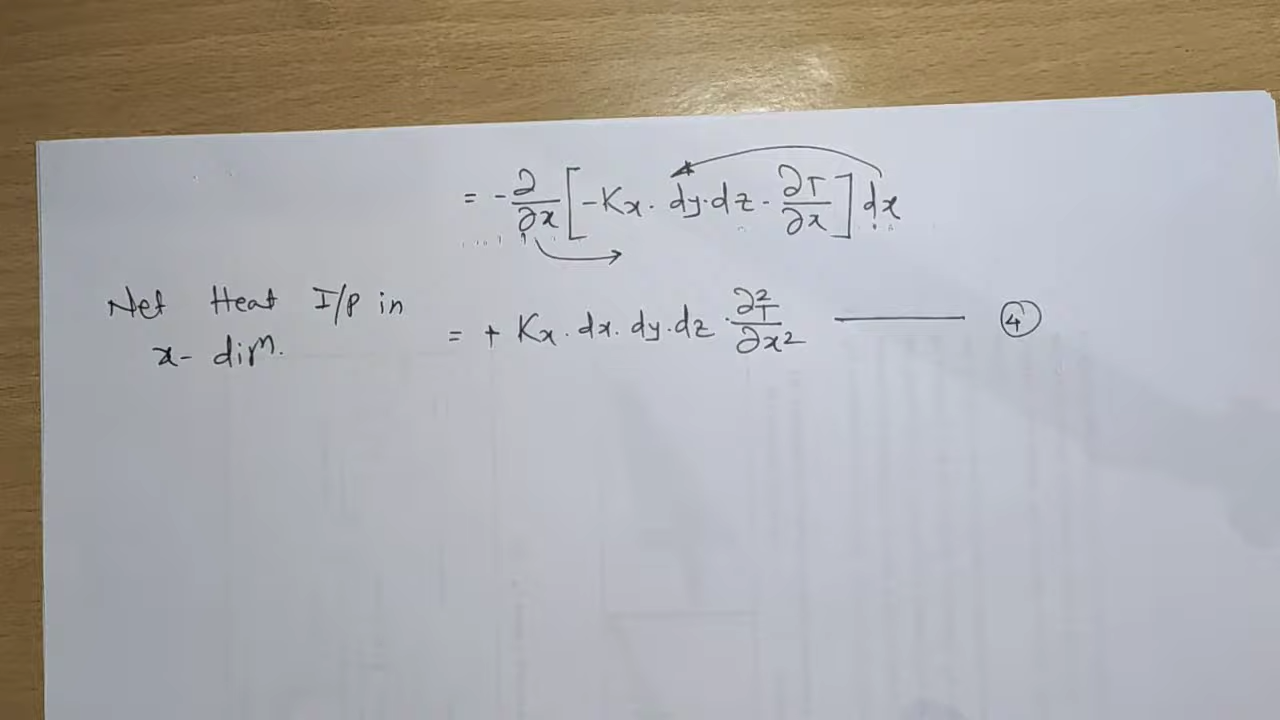 = - ∂/∂x [ -Kx · dy·dz · ∂T/∂x ] dx
Net Heat I/P in
x- dirⁿ. = + Kx · dx · dy · dz · ∂²T/∂x² ——— ④